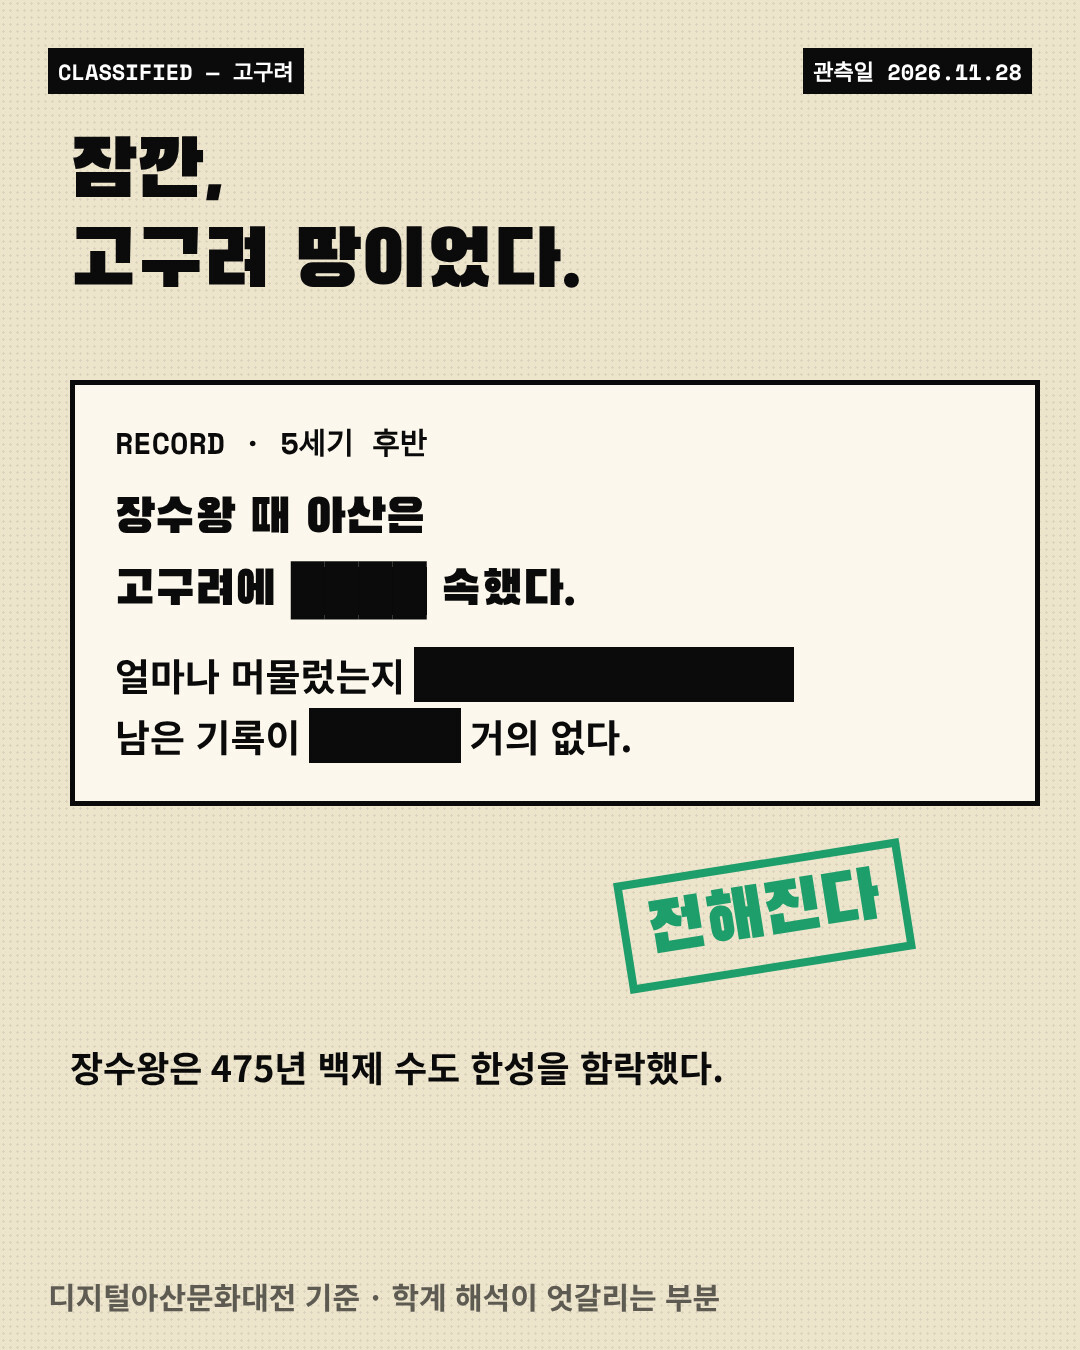 CLASSIFIED — 고구려
관측일 2026.11.28
잠깐,
고구려 땅이었다.
RECORD · 5세기 후반
장수왕 때 아산은
고구려에 ████ 속했다.
얼마나 머물렀는지
남은 기록이 거의 없다.
전해진다
장수왕은 475년 백제 수도 한성을 함락했다.
디지털아산문화대전 기준 · 학계 해석이 엇갈리는 부분